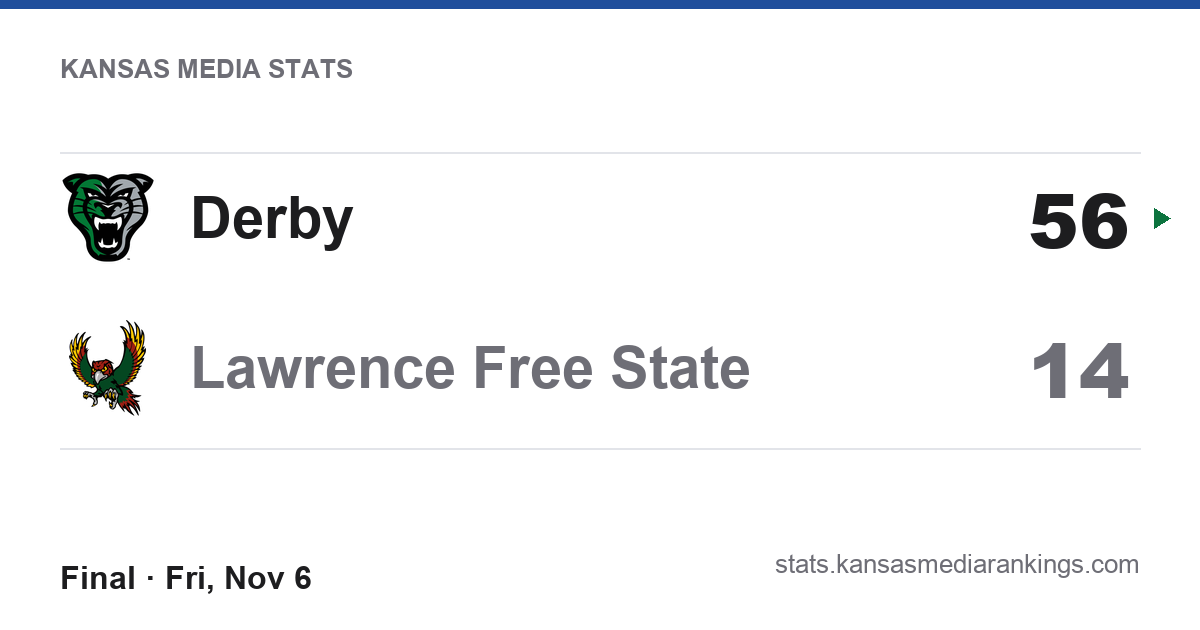 KANSAS MEDIA STATS
Derby 56
Lawrence Free State 14
Final · Fri, Nov 6
stats.kansasmediarankings.com